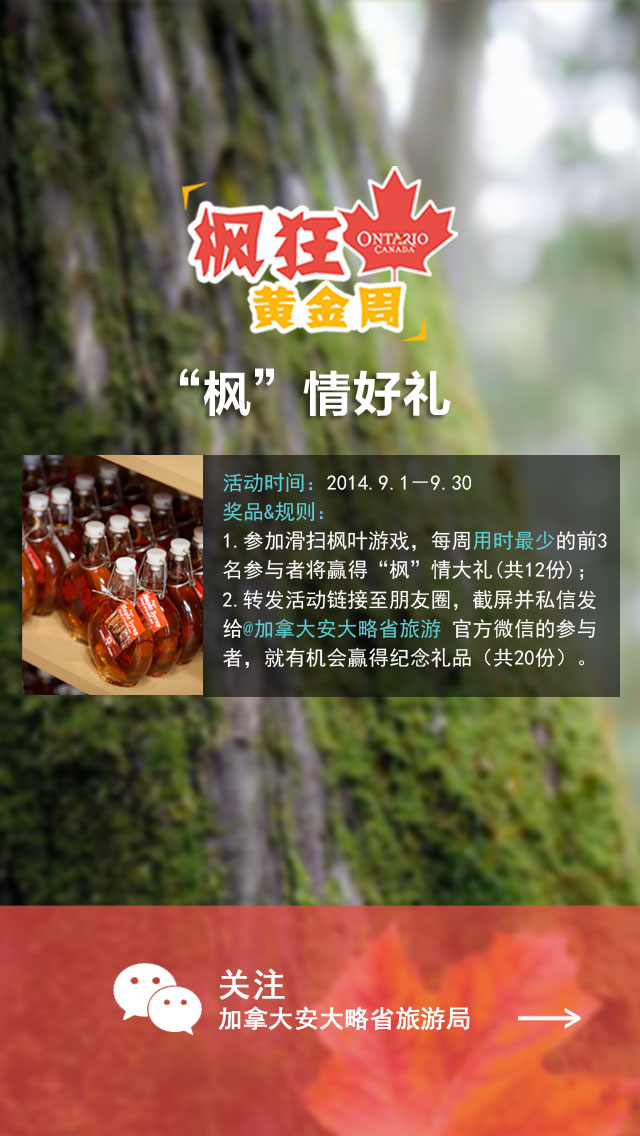 枫狂
ONTARIO
CANADA
黄金周
“枫”情好礼
活动时间：2014.9.1—9.30
奖品&规则：
1.参加滑扫枫叶游戏，每周用时最少的前3
名参与者将赢得“枫”情大礼(共12份)；
2.转发活动链接至朋友圈，截屏并私信发
给@加拿大安大略省旅游 官方微信的参与
者，就有机会赢得纪念礼品（共20份）。
关注
加拿大安大略省旅游局